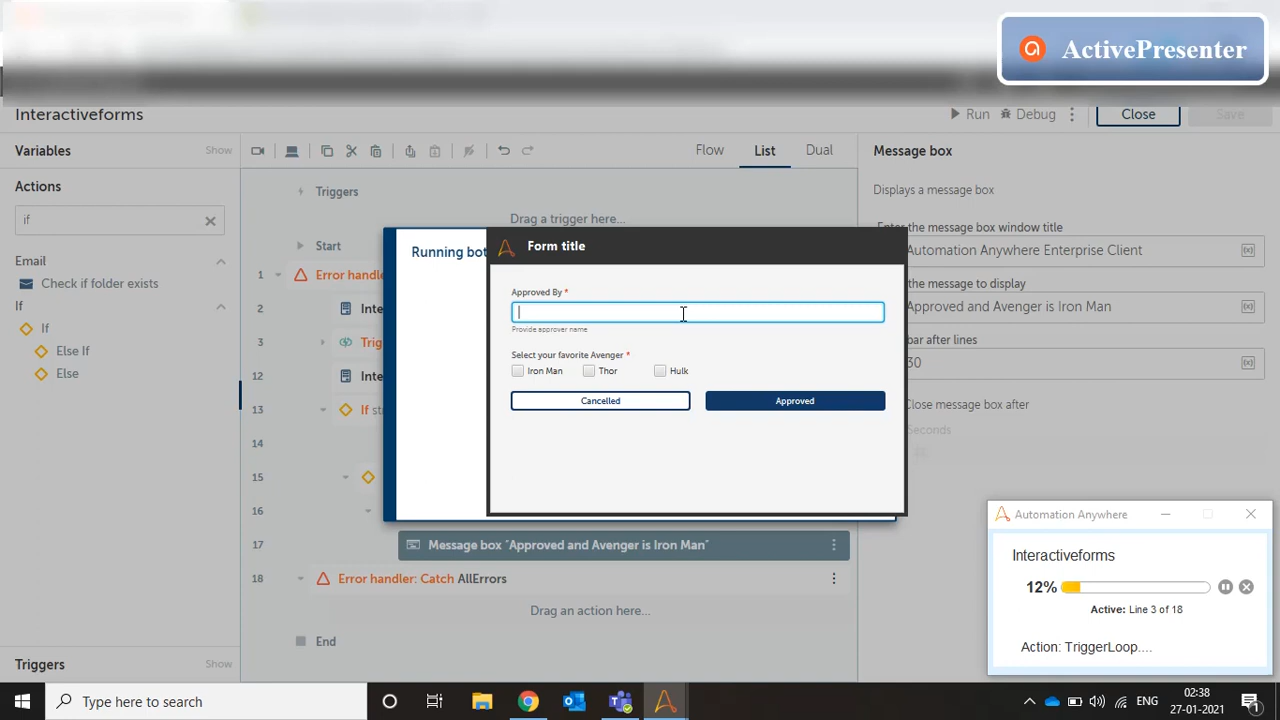 ActivePresenter
Interactiveforms
Run
Debug
Close
Save
Variables
Show
Flow
List
Dual
Message box
Actions
Triggers
Displays a message box
if
Drag a trigger here...
Enter the message box window title
Start
Automation Anywhere Enterprise Client
Email
Check if folder exists
If
If
Else If
Else
1
Error handle
2
Inte
3
Trig
12
Inte
13
If st
14
15
16
17
Message box "Approved and Avenger is Iron Man"
18
Error handler: Catch AllErrors
Drag an action here...
End
Triggers
Show
Running bot
Form title
Approved By *
Provide approver name
Select your favorite Avenger *
Iron Man
Thor
Hulk
Cancelled
Approved
the message to display
Approved and Avenger is Iron Man
bar after lines
30
Close message box after
Seconds
Automation Anywhere
Interactiveforms
12%
Active: Line 3 of 18
Action: TriggerLoop....
Type here to search
ENG
02:38
27-01-2021
1